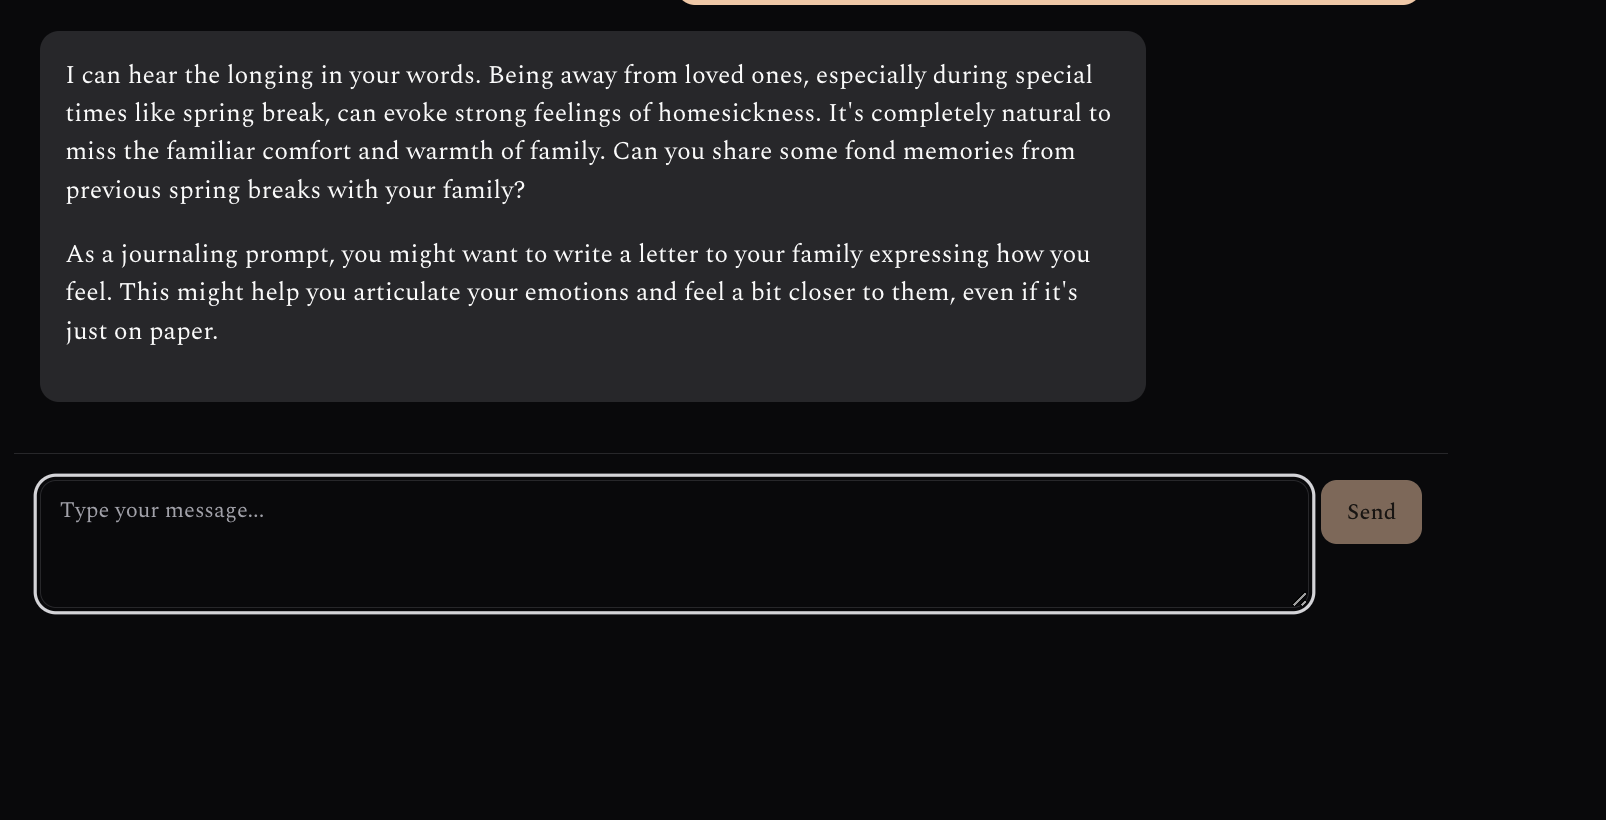 I can hear the longing in your words. Being away from loved ones, especially during special
times like spring break, can evoke strong feelings of homesickness. It's completely natural to
miss the familiar comfort and warmth of family. Can you share some fond memories from
previous spring breaks with your family?
As a journaling prompt, you might want to write a letter to your family expressing how you
feel. This might help you articulate your emotions and feel a bit closer to them, even if it's
just on paper.
Type your message...
Send